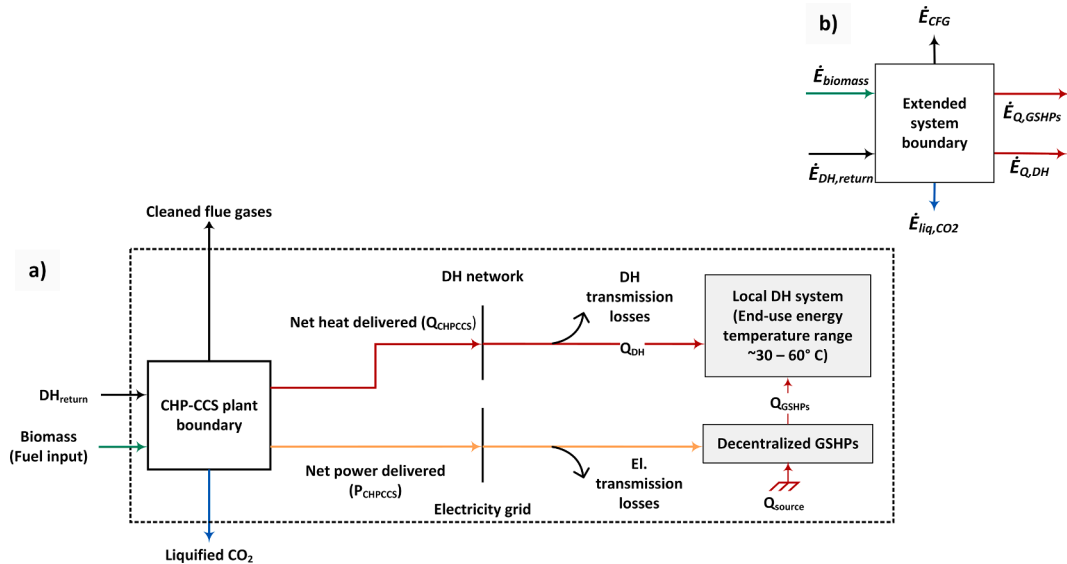 b)
Ė_CFG
Ė_biomass
Extended
system
boundary
Ė_Q,GSHPs
Ė_DH,return
Ė_Q,DH
Ė_liq,CO2
Cleaned flue gases
a)
DH network
DH
transmission
losses
Local DH system
(End-use energy
temperature range
~30 – 60° C)
Net heat delivered (Q_CHPCCS)
Q_DH
DH_return
CHP-CCS plant
boundary
Q_GSHPs
Biomass
(Fuel input)
Decentralized GSHPs
Net power delivered
(P_CHPCCS)
El.
transmission
losses
Q_source
Electricity grid
Liquified CO₂